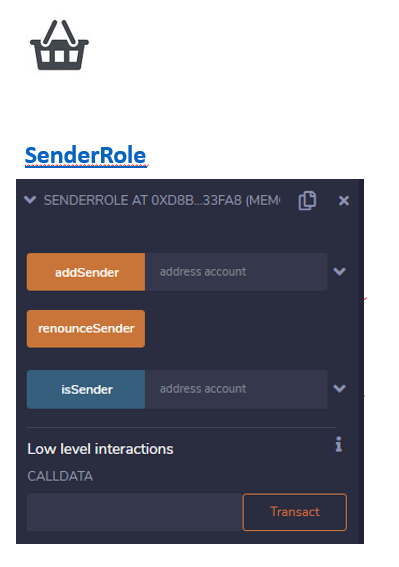 SenderRole
SENDERROLE AT 0XD8B...33FA8 (MEM
addSender address account
renounceSender
isSender address account
Low level interactions
CALLDATA
Transact